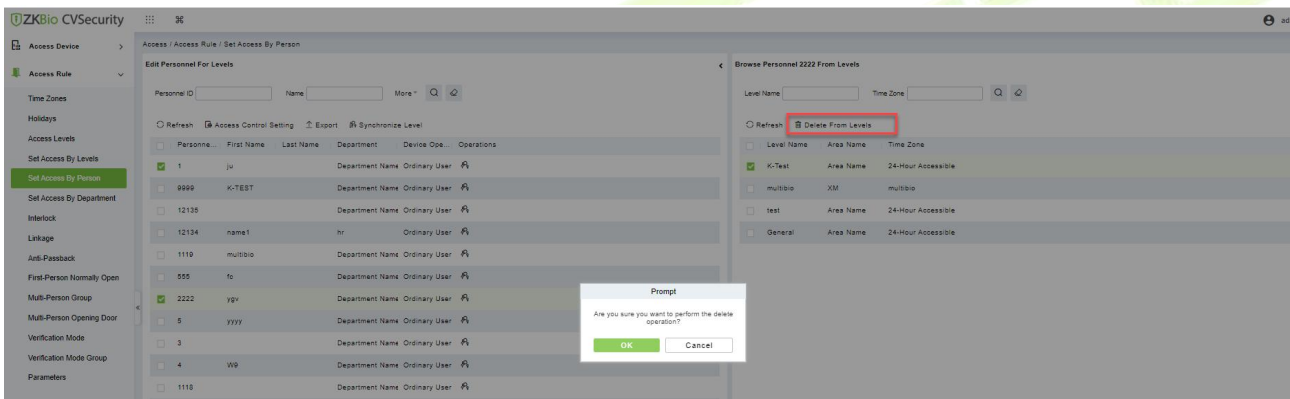 ZKBio CVSecurity
ad
Access Device
Access Rule
Time Zones
Holidays
Access Levels
Set Access By Levels
Set Access By Person
Set Access By Department
Interlock
Linkage
Anti-Passback
First-Person Normally Open
Multi-Person Group
Multi-Person Opening Door
Verification Mode
Verification Mode Group
Parameters
Access / Access Rule / Set Access By Person
Edit Personnel For Levels
Personnel ID Name More
Refresh Access Control Setting Export Synchronize Level
Personne... First Name Last Name Department Device Ope... Operations
1 ju Department Name Ordinary User
9999 K-TEST Department Name Ordinary User
12135 Department Name Ordinary User
12134 name1 hr Ordinary User
1119 multibio Department Name Ordinary User
555 fc Department Name Ordinary User
2222 ygv Department Name Ordinary User
5 yyyy Department Name Ordinary User
3 Department Name Ordinary User
4 W9 Department Name Ordinary User
1118 Department Name Ordinary User
Browse Personnel 2222 From Levels
Level Name Time Zone
Refresh Delete From Levels
Level Name Area Name Time Zone
K-Test Area Name 24-Hour Accessible
multibio XM multibio
test Area Name 24-Hour Accessible
General Area Name 24-Hour Accessible
Prompt
Are you sure you want to perform the delete
operation?
OK Cancel